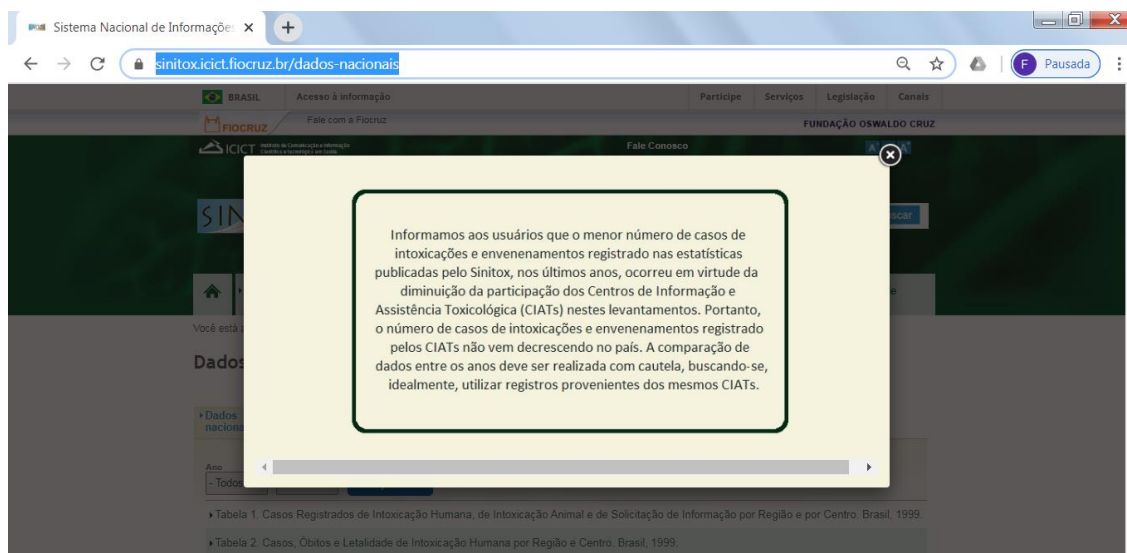 Sistema Nacional de Informaçõe
sinitox.icict.fiocruz.br/dados-nacionais
F Pausada
BRASIL Acesso à informação Participe Serviços Legislação Canais
FIOCRUZ Fale com a Fiocruz FUNDAÇÃO OSWALDO CRUZ
ICICT Fale Conosco
SIN
Informamos aos usuários que o menor número de casos de
intoxicações e envenenamentos registrado nas estatísticas
publicadas pelo Sinitox, nos últimos anos, ocorreu em virtude da
diminuição da participação dos Centros de Informação e
Assistência Toxicológica (CIATs) nestes levantamentos. Portanto,
o número de casos de intoxicações e envenenamentos registrado
pelos CIATs não vem decrescendo no país. A comparação de
dados entre os anos deve ser realizada com cautela, buscando-se,
idealmente, utilizar registros provenientes dos mesmos CIATs.
Você está
Dados
Dados
naciona
Ano
- Todos
Tabela 1. Casos Registrados de Intoxicação Humana, de Intoxicação Animal e de Solicitação de Informação por Região e por Centro. Brasil, 1999.
Tabela 2. Casos, Óbitos e Letalidade de Intoxicação Humana por Região e Centro. Brasil, 1999.